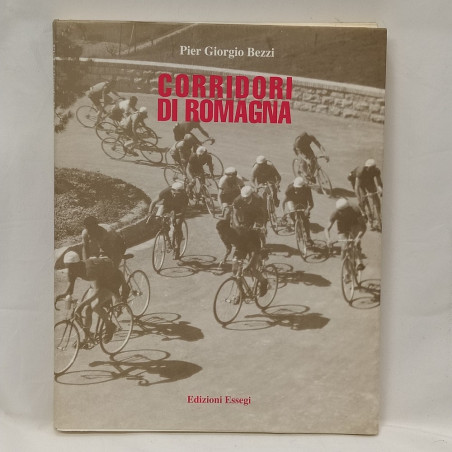 Pier Giorgio Bezzi
CORRIDORI
DI ROMAGNA
Edizioni Essegi